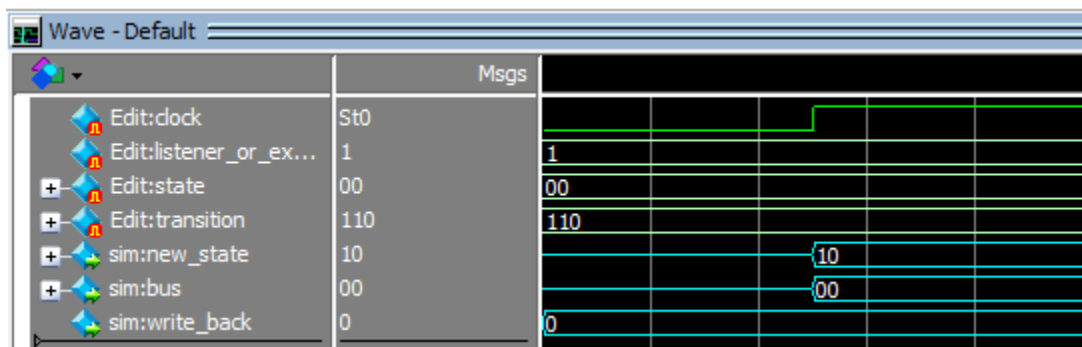 Wave - Default
Msgs
Edit:clock St0
Edit:listener_or_ex... 1 1
Edit:state 00 00
Edit:transition 110 110
sim:new_state 10 10
sim:bus 00 00
sim:write_back 0 0